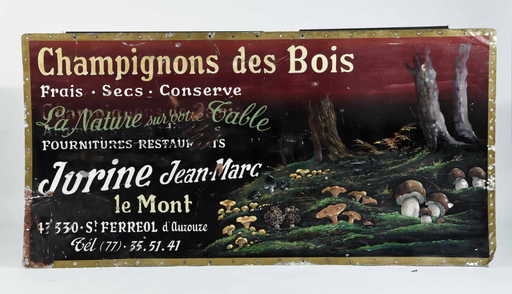 Champignons des Bois
Frais · Secs · Conserve
La Nature sur votre Table
FOURNITURES RESTAURANTS
Jurine Jean-Marc
le Mont
43330 · St FERREOL d'Auroure
Tél (77) · 35.51.41